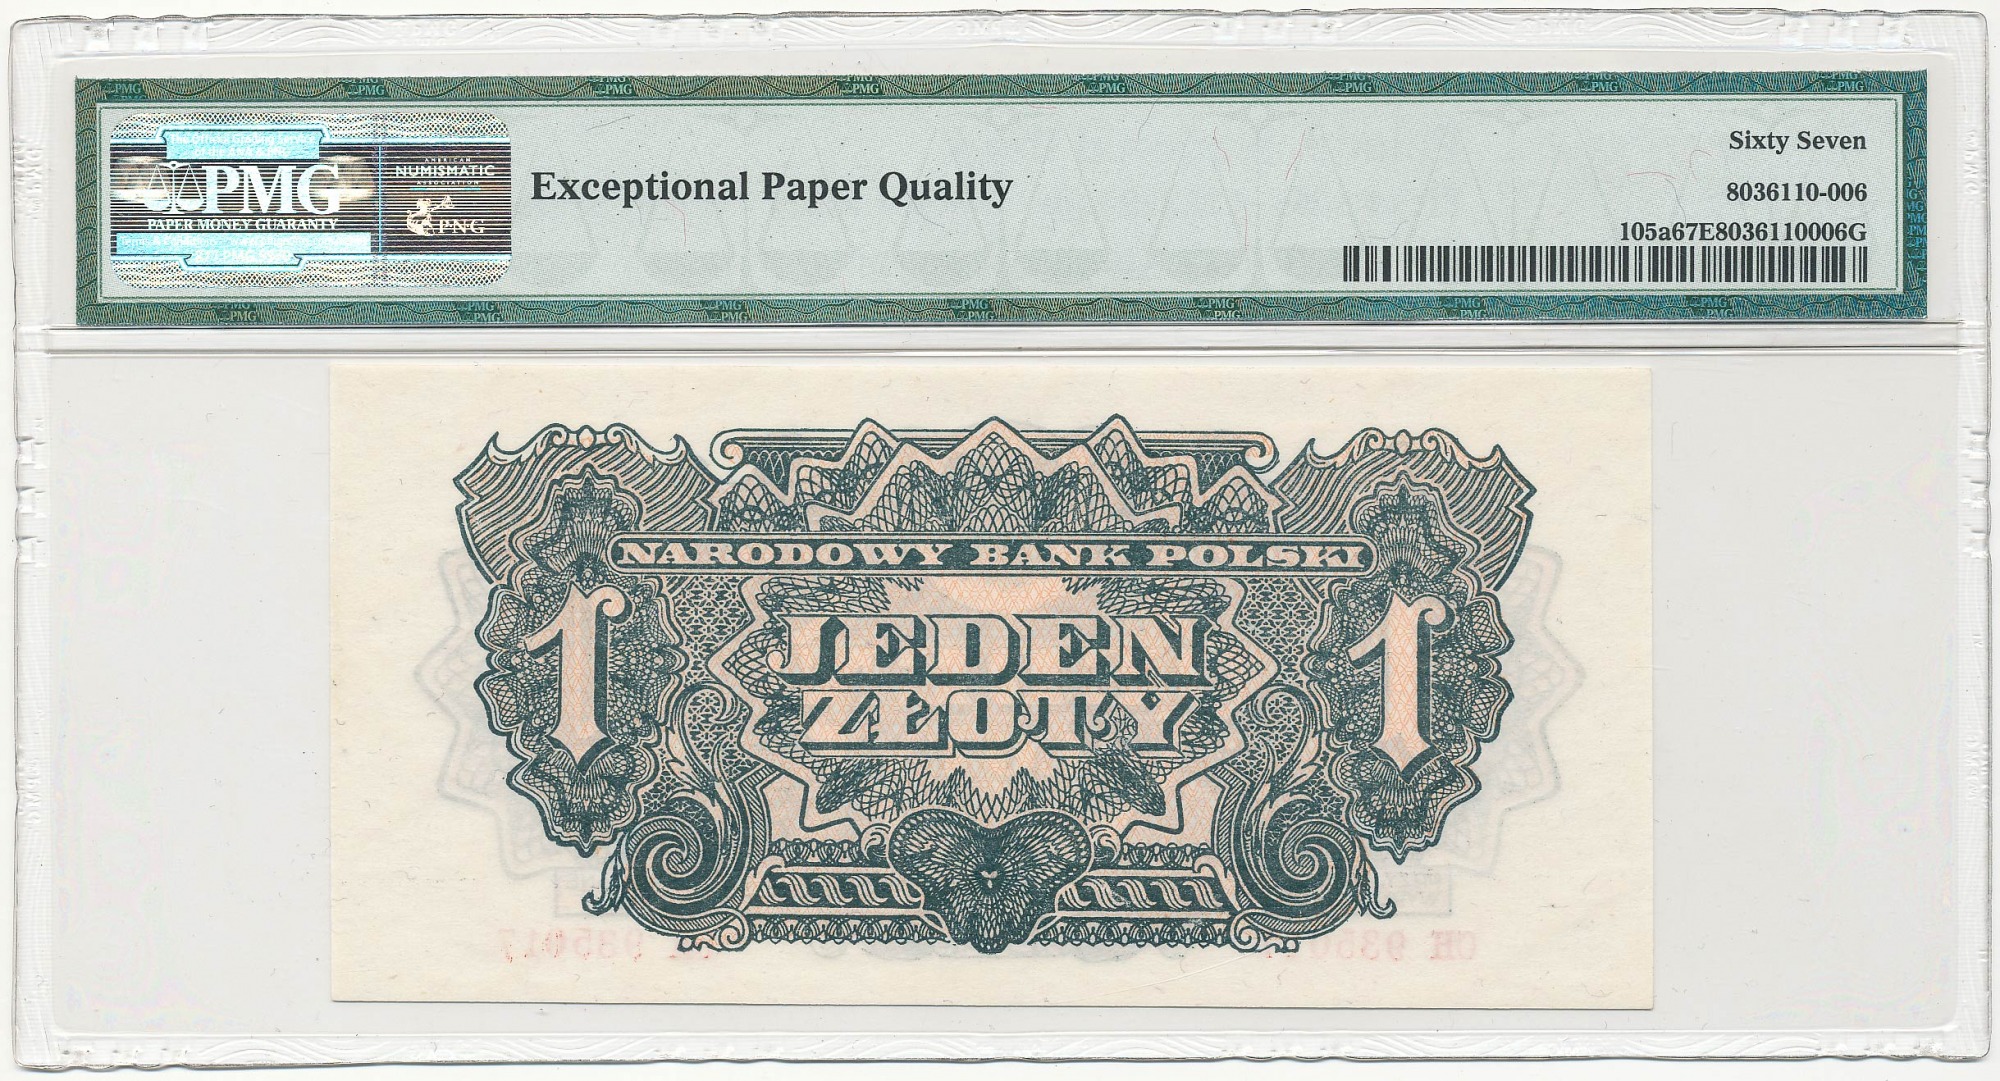 Sixty Seven
PMG
PAPER MONEY GUARANTY
AMERICAN
NUMISMATIC
ASSOCIATION
PNG
Exceptional Paper Quality
8036110-006
105a67E8036110006G
NARODOWY BANK POLSKI
1 1
JEDEN
ZŁOTY